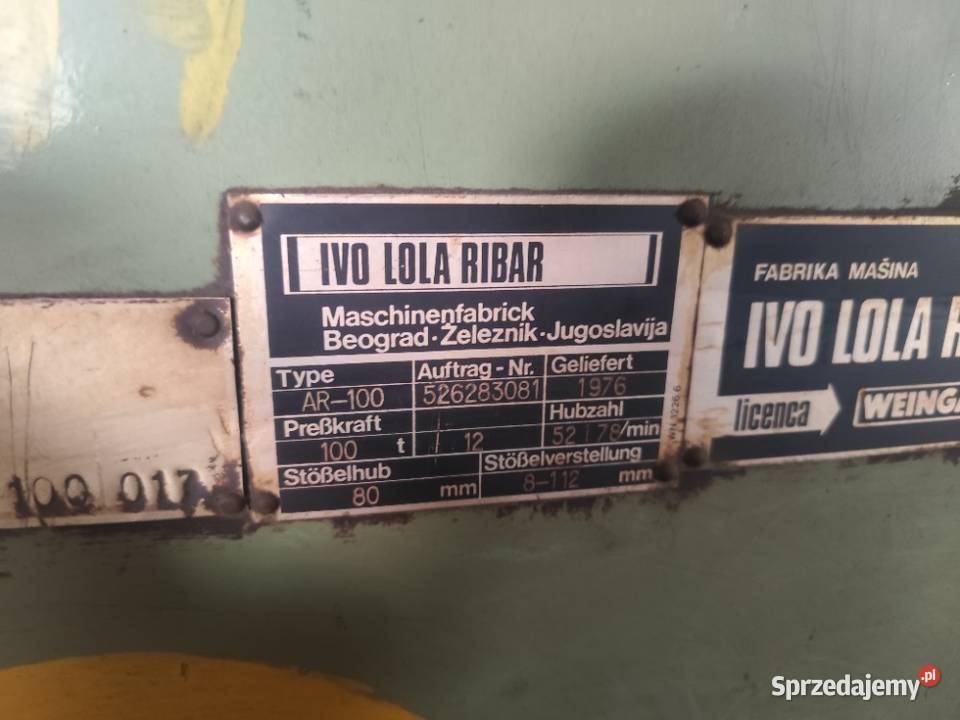 IVO LOLA RIBAR
Maschinenfabrick
Beograd·Železnik·Jugoslavija
Type
AR-100
Auftrag-Nr.
526283081
Geliefert
1976
Preßkraft
100 t
/ 12
Hubzahl
52 / 78/min
Stößelhub
80 mm
Stößelverstellung
8-112 mm
100 017
FABRIKA MAŠINA
IVO LOLA R
licenca
WEINGA
Sprzedajemy.pl